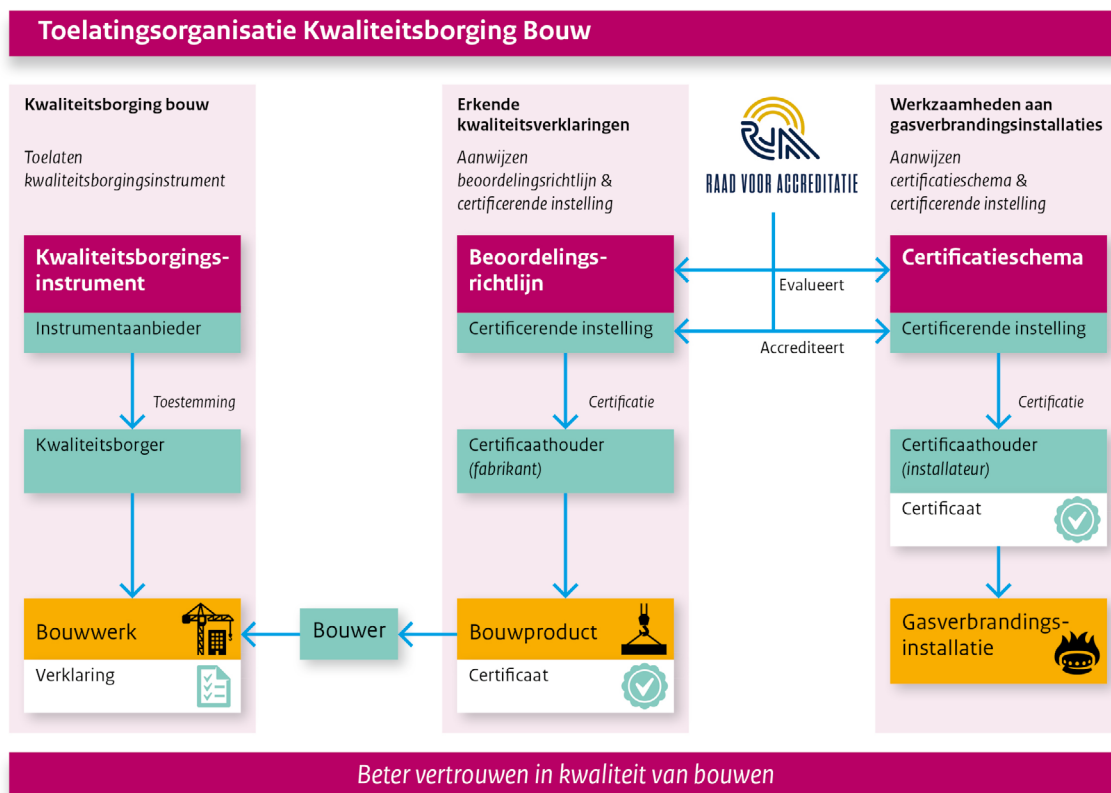 Toelatingsorganisatie Kwaliteitsborging Bouw
Kwaliteitsborging bouw
Toelaten
kwaliteitsborgingsinstrument
Kwaliteitsborgings-
instrument
Instrumentaanbieder
Toestemming
Kwaliteitsborger
Bouwwerk
Verklaring
Bouwer
Erkende
kwaliteitsverklaringen
Aanwijzen
beoordelingsrichtlijn &
certificerende instelling
Beoordelings-
richtlijn
Certificerende instelling
Certificatie
Certificaathouder
(fabrikant)
Bouwproduct
Certificaat
RVA
RAAD VOOR ACCREDITATIE
Evalueert
Accrediteert
Werkzaamheden aan
gasverbrandingsinstallaties
Aanwijzen
certificatieschema &
certificerende instelling
Certificatieschema
Certificerende instelling
Certificatie
Certificaathouder
(installateur)
Certificaat
Gasverbrandings-
installatie
Beter vertrouwen in kwaliteit van bouwen